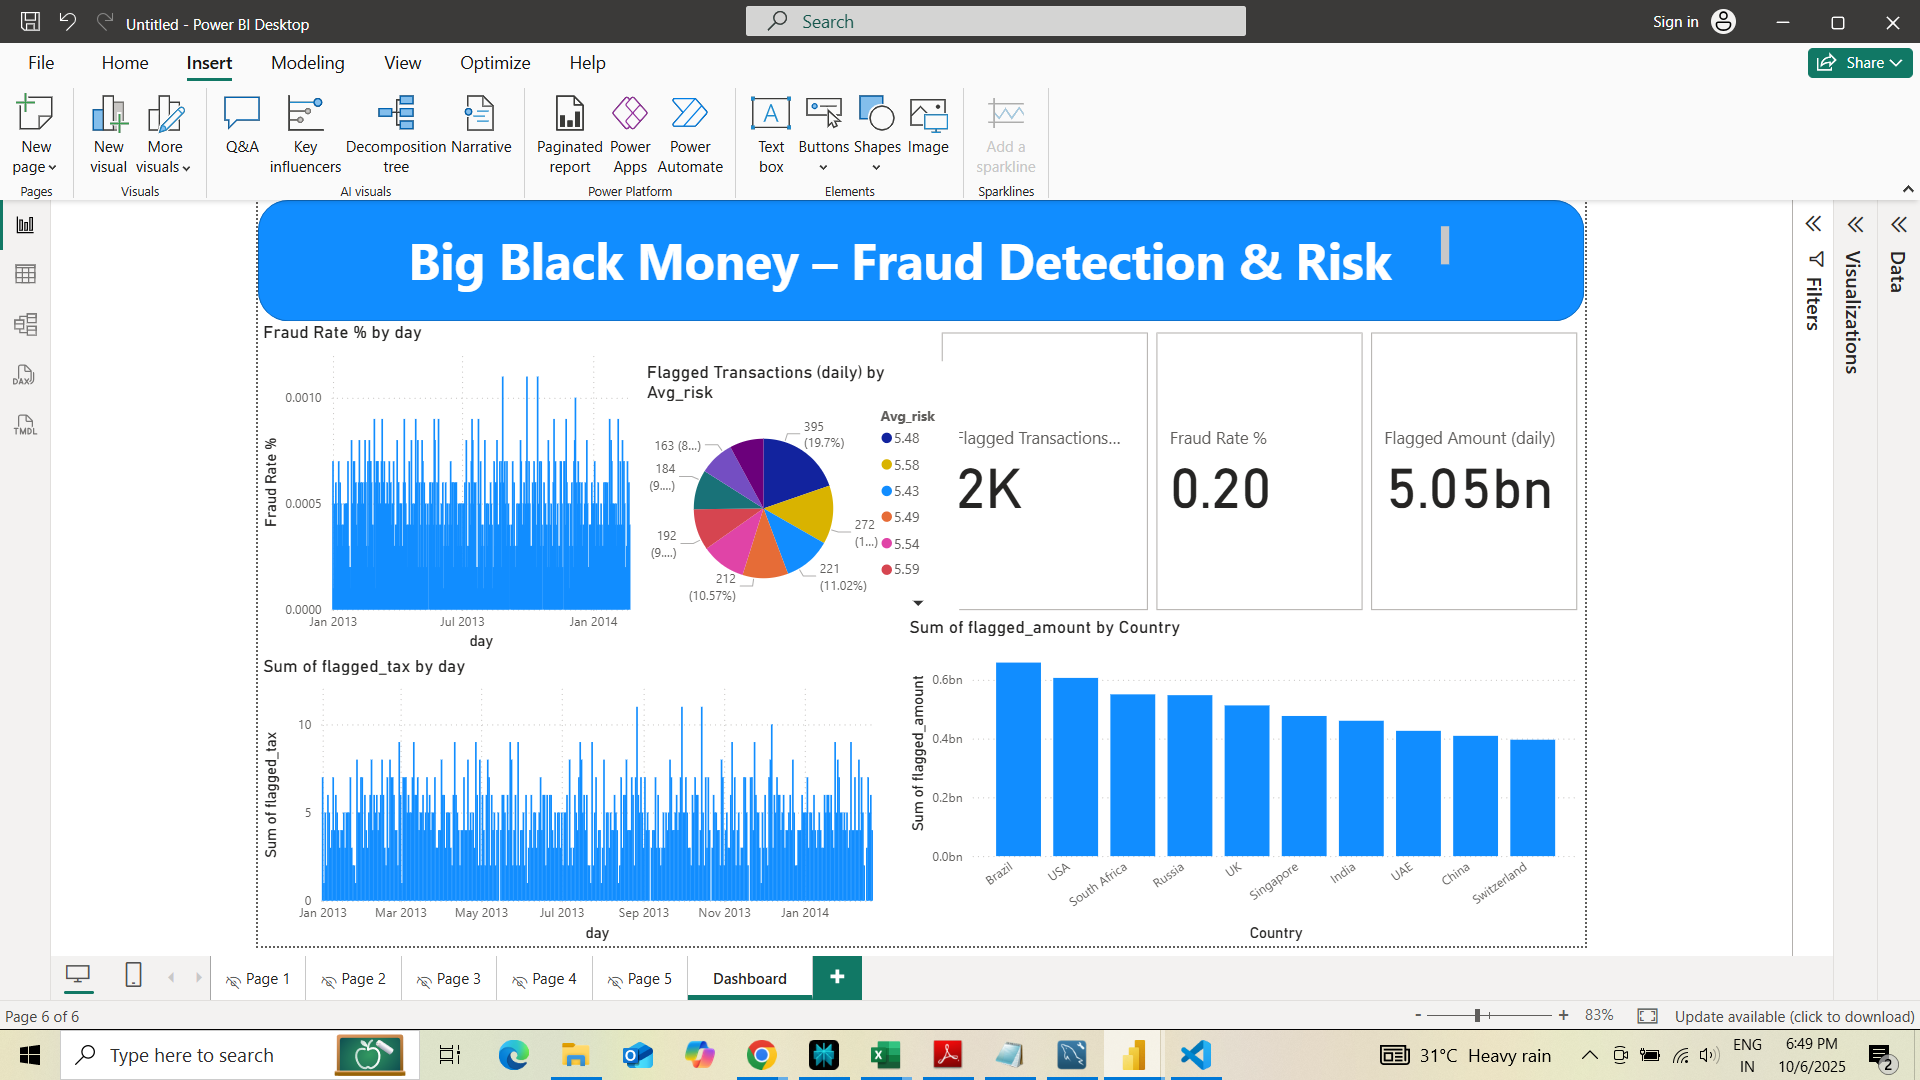 Untitled - Power BI Desktop
Search
Sign in
File
Home
Insert
Modeling
View
Optimize
Help
Share
New page
New visual
More visuals
Q&A
Key influencers
Decomposition tree
Narrative
Paginated report
Power Apps
Power Automate
Text box
Buttons
Shapes
Image
Add a sparkline
Pages
Visuals
AI visuals
Power Platform
Elements
Sparklines
DAX
TMDL
Big Black Money – Fraud Detection & Risk
Filters
Visualizations
Data
Fraud Rate % by day
Fraud Rate %
0.0010
0.0005
0.0000
Jan 2013
Jul 2013
Jan 2014
day
Flagged Transactions (daily) by
Avg_risk
395
(19.7%)
272
(1...)
221
(11.02%)
212
(10.57%)
192
(9....)
184
(9....)
163 (8...)
Avg_risk
5.48
5.58
5.43
5.49
5.54
5.59
Flagged Transactions...
2K
Fraud Rate %
0.20
Flagged Amount (daily)
5.05bn
Sum of flagged_tax by day
Sum of flagged_tax
10
5
0
Jan 2013
Mar 2013
May 2013
Jul 2013
Sep 2013
Nov 2013
Jan 2014
day
Sum of flagged_amount by Country
Sum of flagged_amount
0.6bn
0.4bn
0.2bn
0.0bn
Brazil
USA
South Africa
Russia
UK
Singapore
India
UAE
China
Switzerland
Country
Page 1
Page 2
Page 3
Page 4
Page 5
Dashboard
+
Page 6 of 6
- + 83%
Update available (click to download)
Type here to search
31°C Heavy rain
ENG
IN
6:49 PM
10/6/2025
2